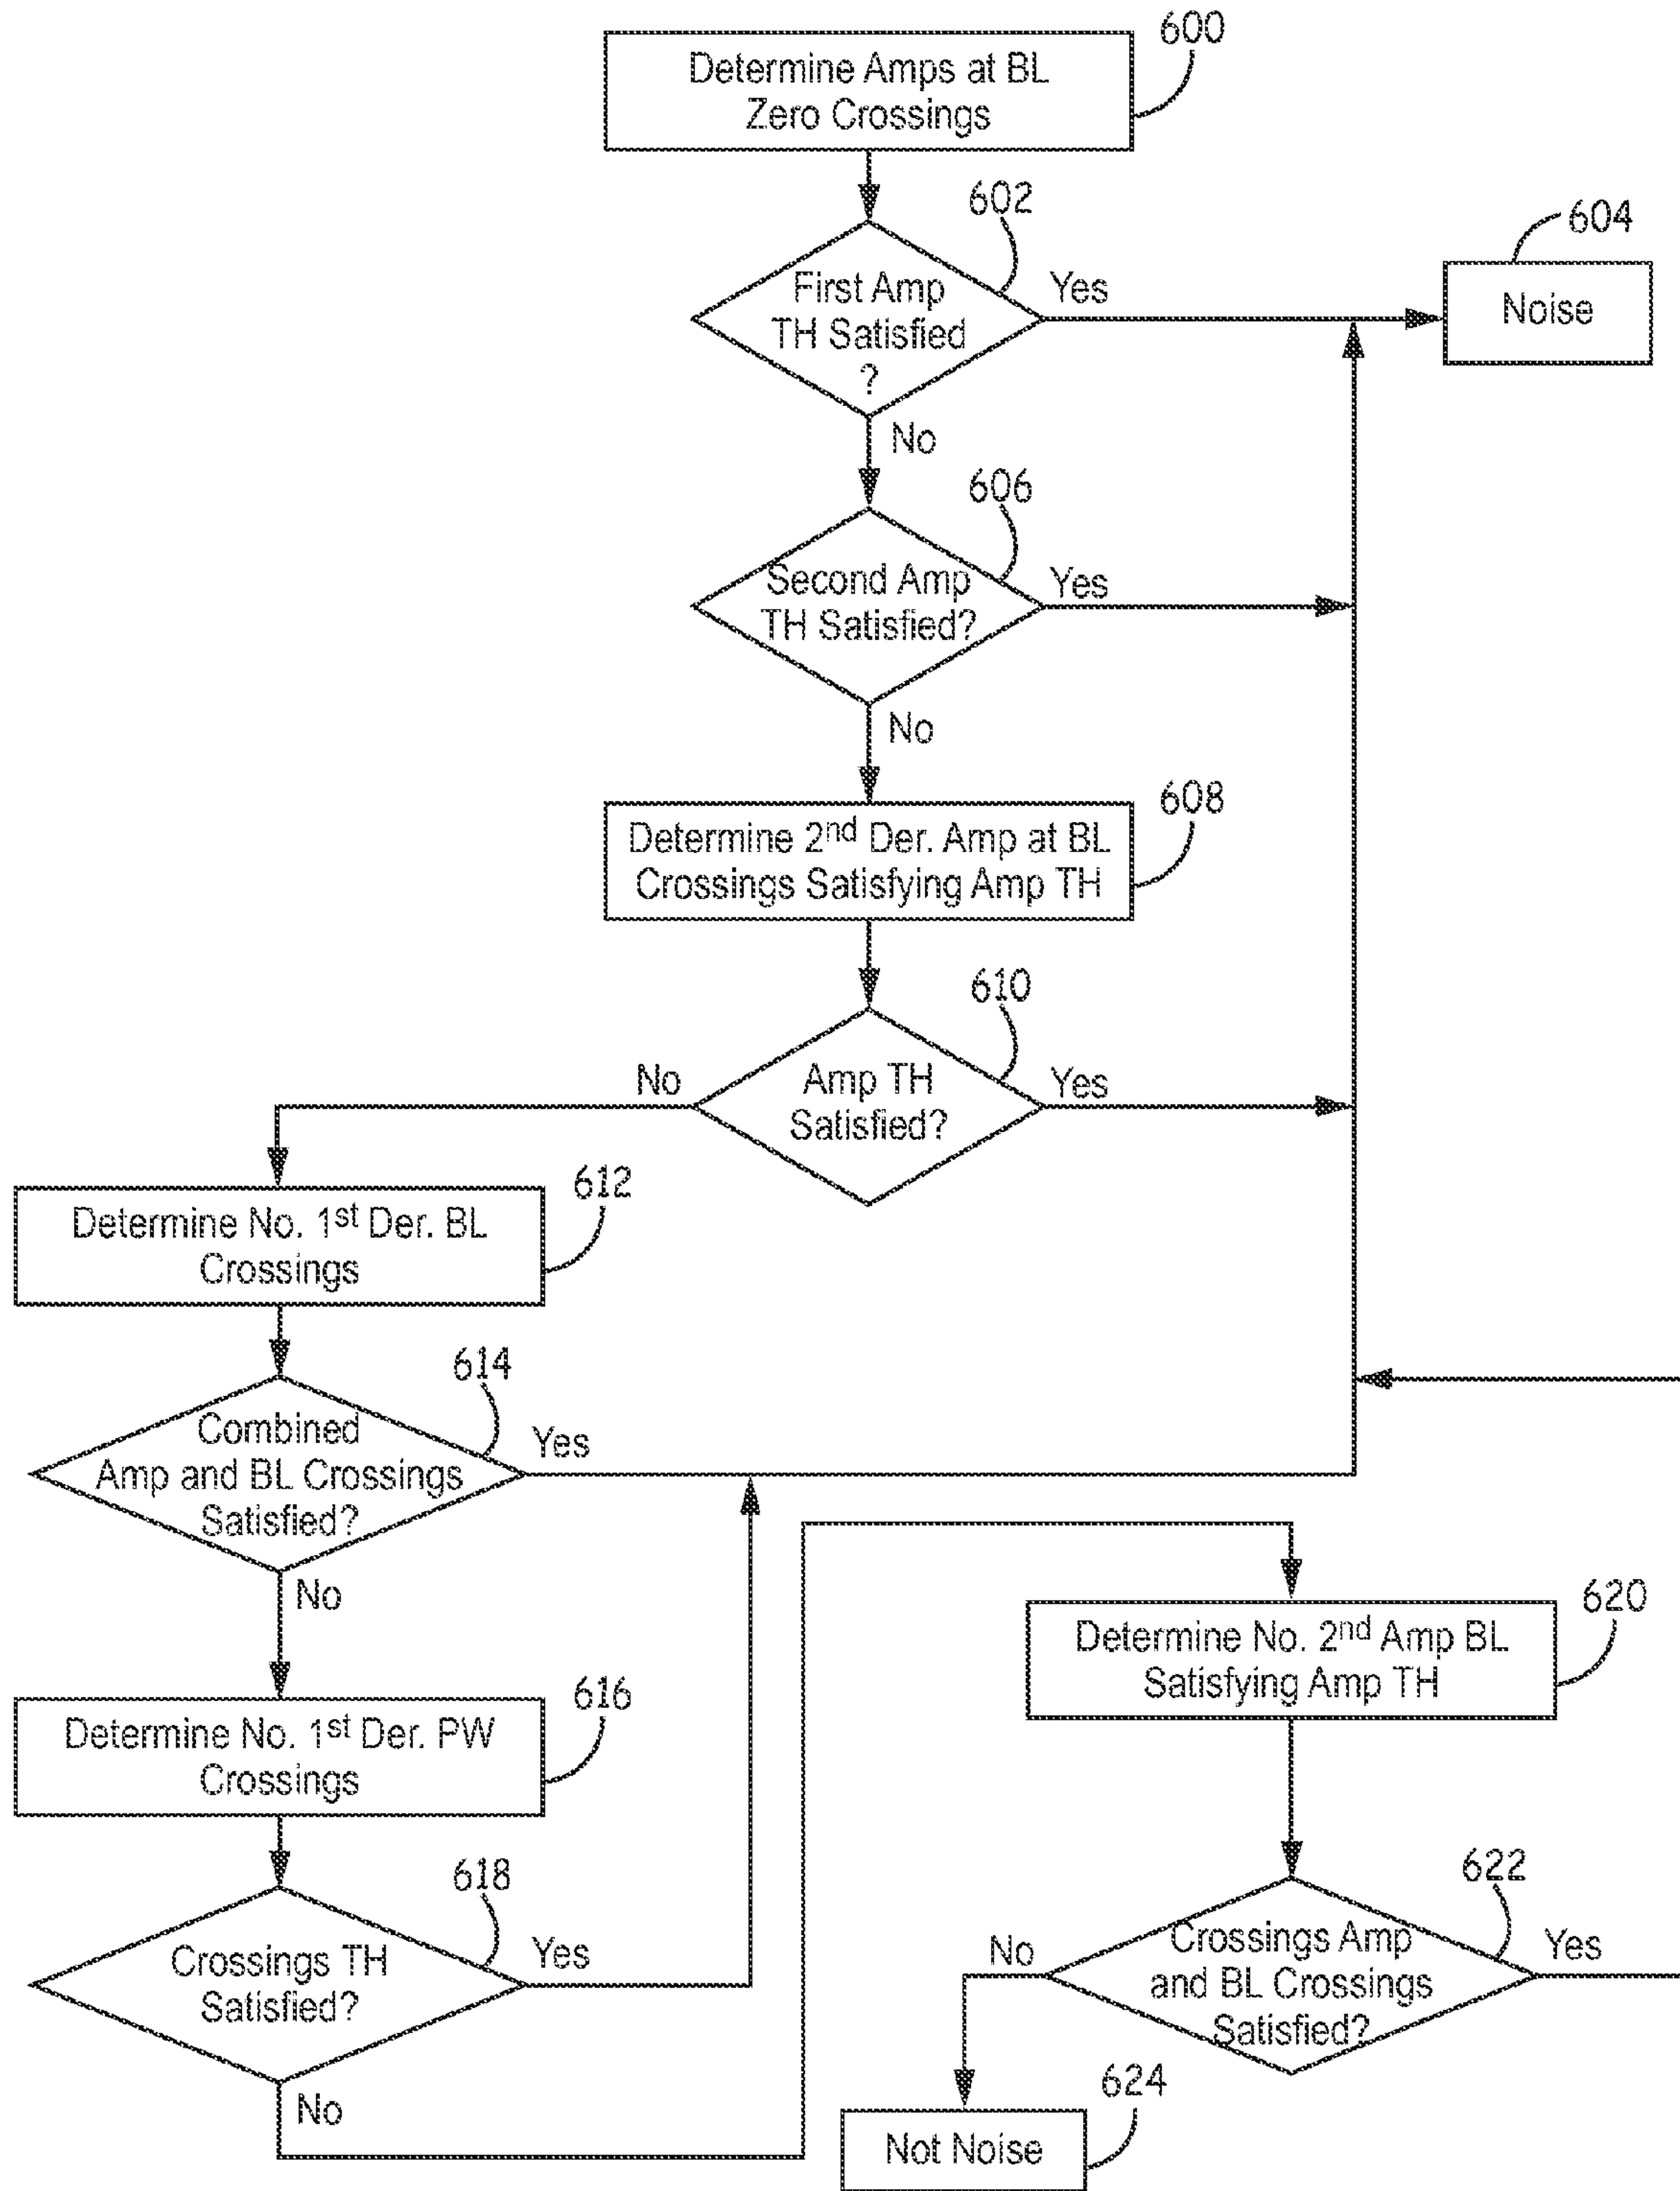 600
Determine Amps at BL
Zero Crossings
602
604
First Amp
TH Satisfied
?
Yes
Noise
No
606
Second Amp
TH Satisfied?
Yes
No
608
Determine 2nd Der. Amp at BL
Crossings Satisfying Amp TH
610
No
Amp TH
Satisfied?
Yes
612
Determine No. 1st Der. BL
Crossings
614
Combined
Amp and BL Crossings
Satisfied?
Yes
No
616
Determine No. 1st Der. PW
Crossings
618
Crossings TH
Satisfied?
Yes
No
620
Determine No. 2nd Amp BL
Satisfying Amp TH
622
No
Crossings Amp
and BL Crossings
Satisfied?
Yes
624
Not Noise